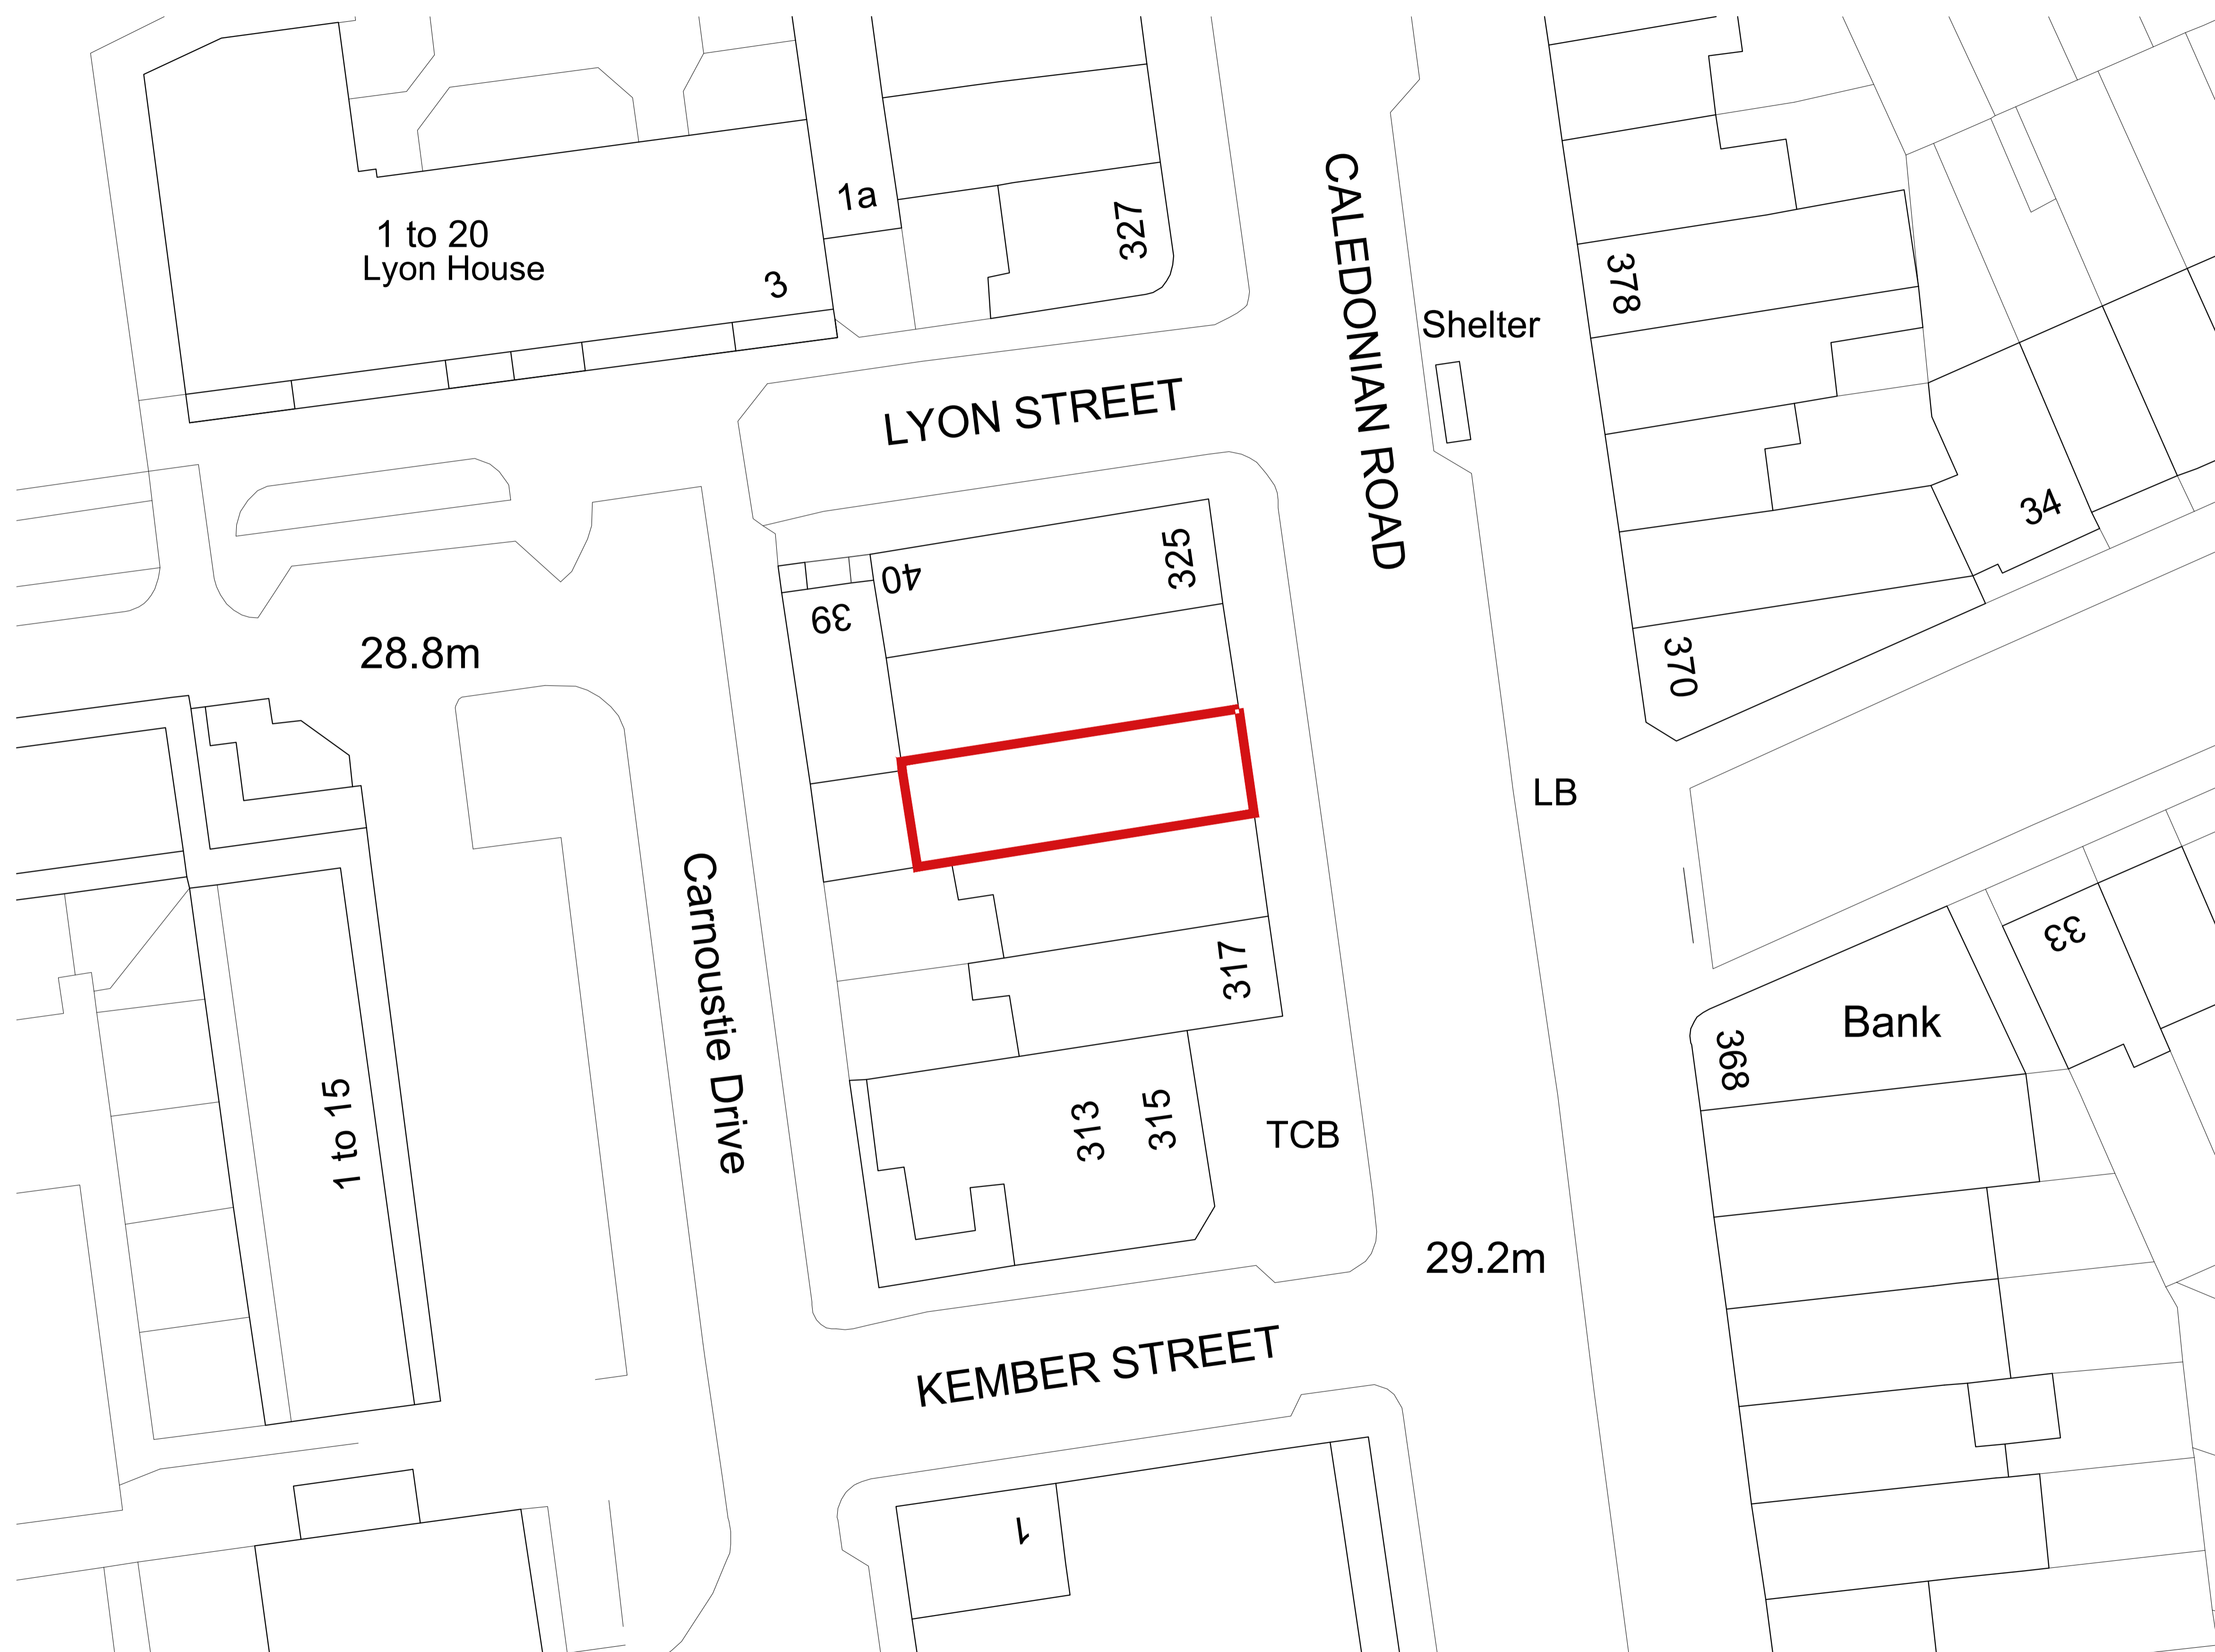 1 to 20
Lyon House
3
1a
327
CALEDONIAN ROAD
Shelter
378
LYON STREET
34
325
40
39
28.8m
370
LB
Carnoustie Drive
317
33
Bank
368
1 to 15
313
315
TCB
29.2m
KEMBER STREET
1